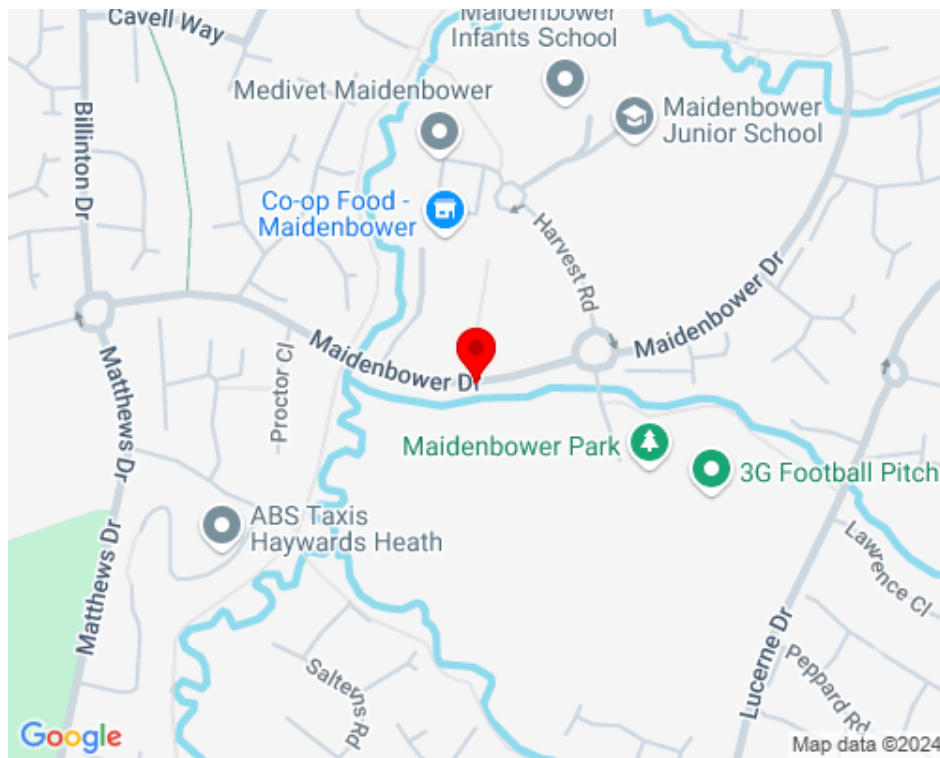 Cavell Way
Maidenbower
Infants School
Medivet Maidenbower
Maidenbower
Junior School
Billinton Dr
Co-op Food -
Maidenbower
Harvest Rd
Maidenbower Dr
Maidenbower Dr
Matthews Dr
Proctor Cl
Maidenbower Park
3G Football Pitch
ABS Taxis
Haywards Heath
Lawrence Cl
Matthews Dr
Lucerne Dr
Salterns
Rd
Peppard Rd
Google
Map data ©2024